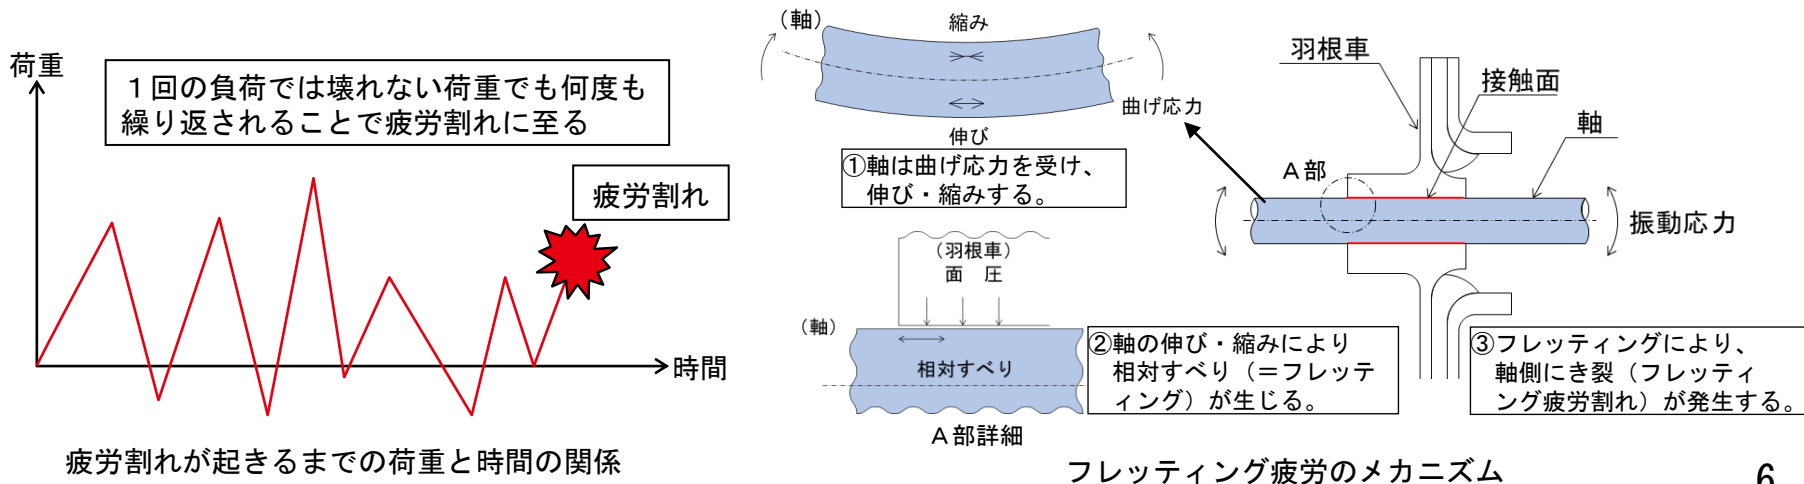 荷重
１回の負荷では壊れない荷重でも何度も
繰り返されることで疲労割れに至る
疲労割れ
時間
疲労割れが起きるまでの荷重と時間の関係
（軸）
縮み
伸び
曲げ応力
①軸は曲げ応力を受け、
伸び・縮みする。
（羽根車）
面　圧
（軸）
相対すべり
Ａ部詳細
②軸の伸び・縮みにより
相対すべり（＝フレッテ
ィング）が生じる。
羽根車
接触面
軸
Ａ部
振動応力
③フレッティングにより、
軸側にき裂（フレッティ
ング疲労割れ）が発生する。
フレッティング疲労のメカニズム
6